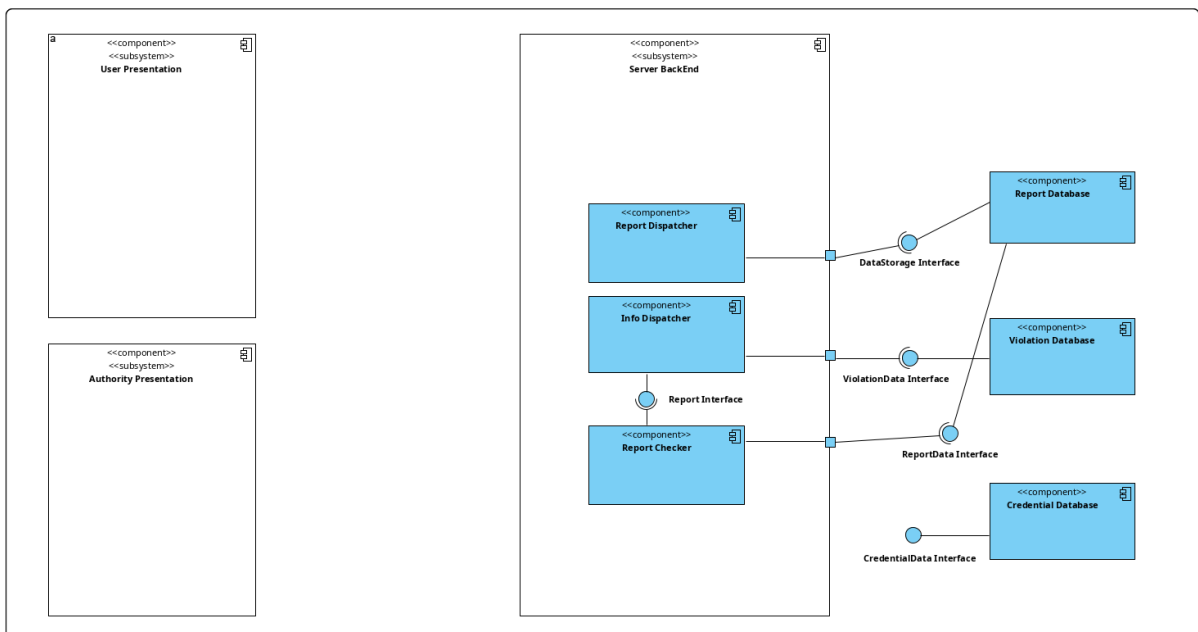 a
<<component>>
<<subsystem>>
User Presentation
<<component>>
<<subsystem>>
Authority Presentation
<<component>>
<<subsystem>>
Server BackEnd
<<component>>
Report Dispatcher
<<component>>
Info Dispatcher
Report Interface
<<component>>
Report Checker
DataStorage Interface
ViolationData Interface
ReportData Interface
CredentialData Interface
<<component>>
Report Database
<<component>>
Violation Database
<<component>>
Credential Database